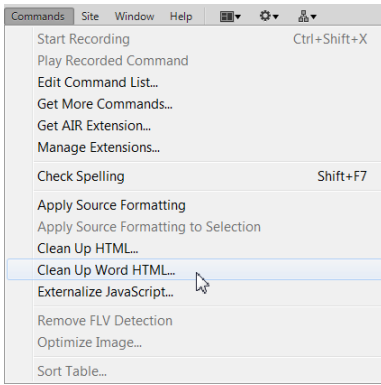 Commands Site Window Help
Start Recording Ctrl+Shift+X
Play Recorded Command
Edit Command List...
Get More Commands...
Get AIR Extension...
Manage Extensions...
Check Spelling Shift+F7
Apply Source Formatting
Apply Source Formatting to Selection
Clean Up HTML...
Clean Up Word HTML...
Externalize JavaScript...
Remove FLV Detection
Optimize Image...
Sort Table...